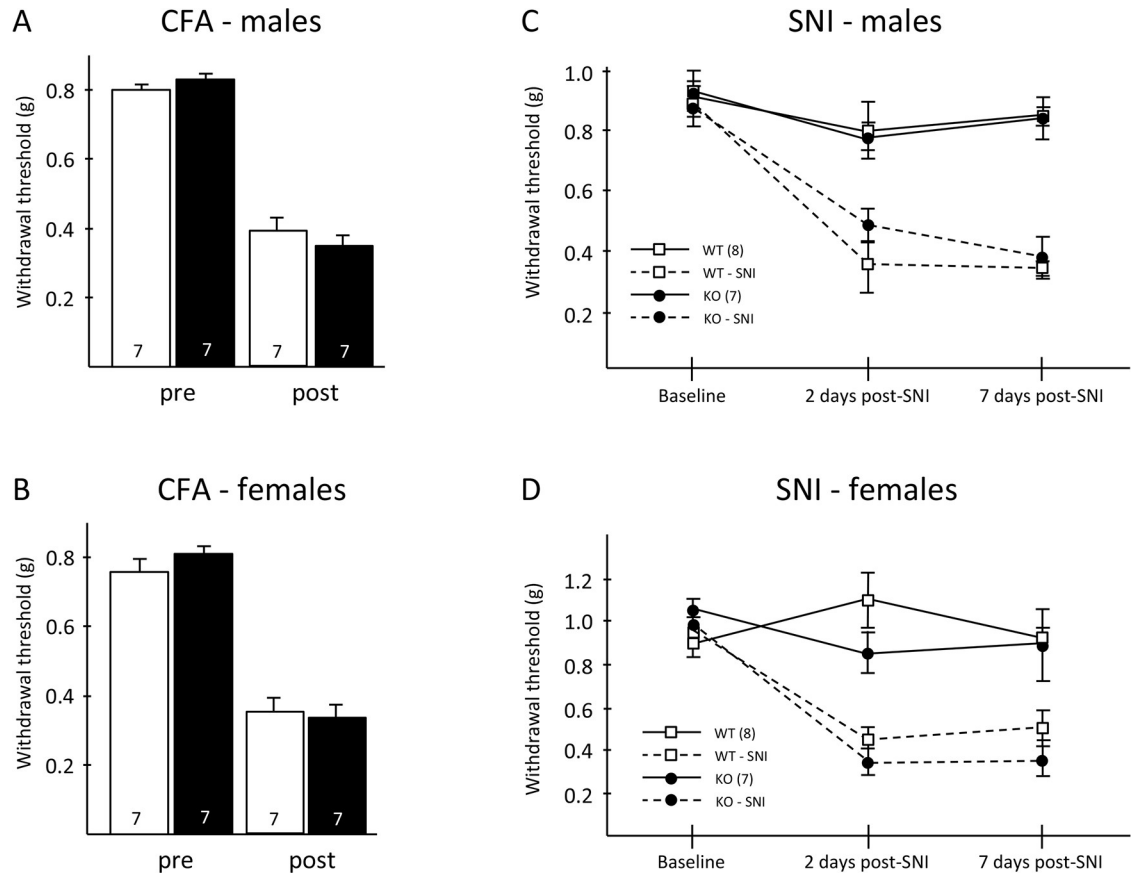 A
CFA - males
Withdrawal threshold (g)
0.8
0.6
0.4
0.2
7
7
7
7
pre
post
C
SNI - males
Withdrawal threshold (g)
1.0
0.8
0.6
0.4
0.2
WT (8)
WT - SNI
KO (7)
KO - SNI
Baseline
2 days post-SNI
7 days post-SNI
B
CFA - females
Withdrawal threshold (g)
0.8
0.6
0.4
0.2
7
7
7
7
pre
post
D
SNI - females
Withdrawal threshold (g)
1.2
1.0
0.8
0.6
0.4
0.2
WT (8)
WT - SNI
KO (7)
KO - SNI
Baseline
2 days post-SNI
7 days post-SNI